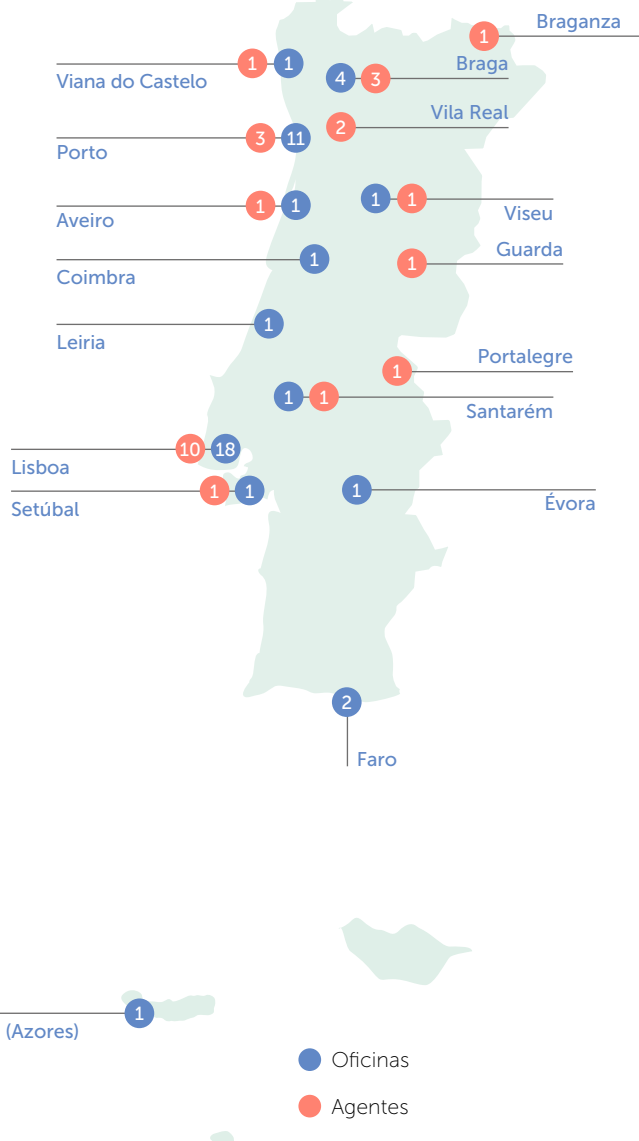 Braganza
1
1 1
Viana do Castelo
Braga
4 3
Vila Real
2
3 11
Porto
1 1
Aveiro
1 1
Viseu
Guarda
1
1
Coimbra
1
Leiria
Portalegre
1
1 1
Santarém
10 18
Lisboa
1 1
Setúbal
1
Évora
2
Faro
1
(Azores)
Oficinas
Agentes